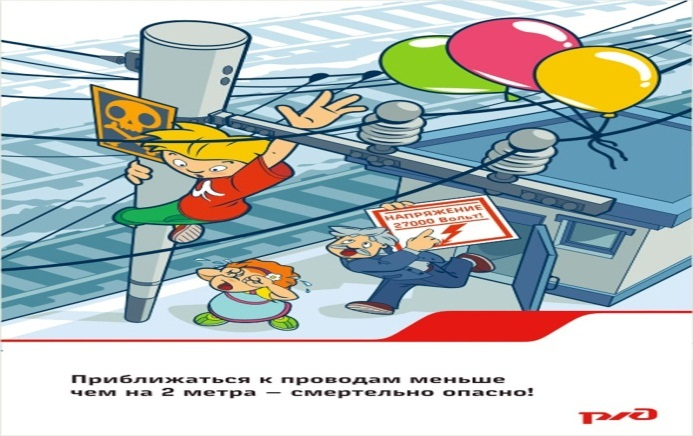 НАПРЯЖЕНИЕ
27000 Вольт!
Приближаться к проводам меньше
чем на 2 метра – смертельно опасно!
ржд